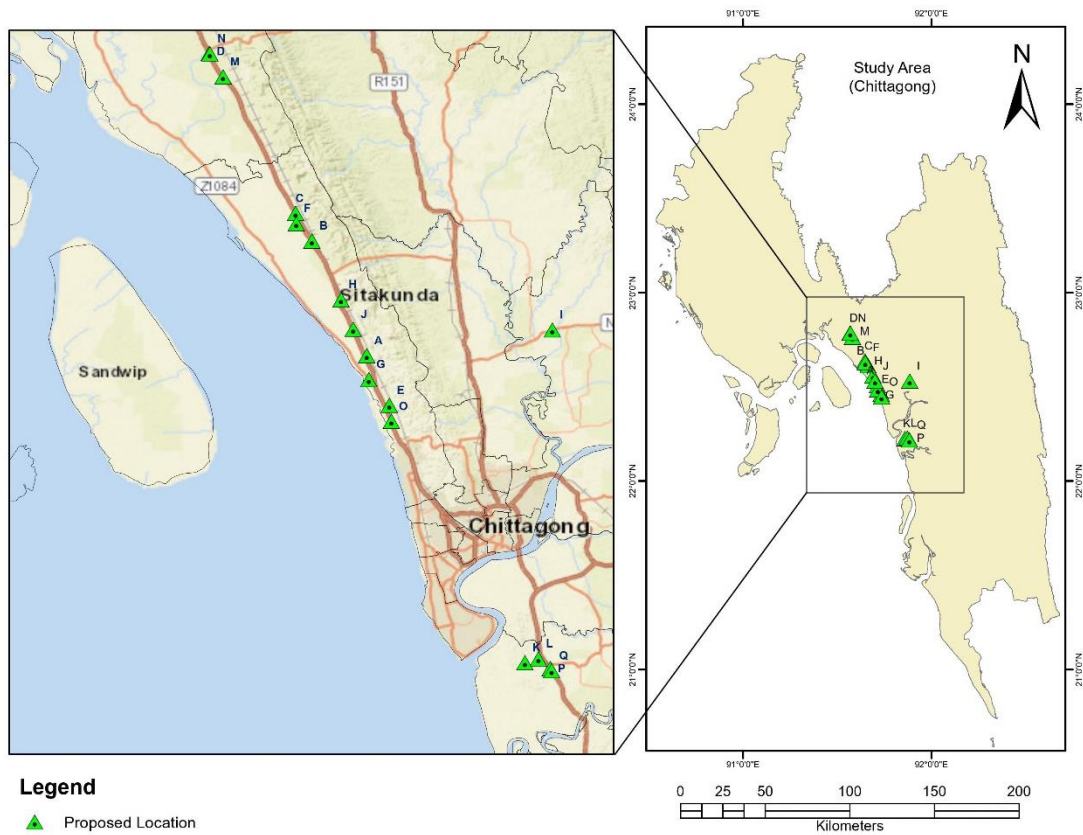 N
D
M
R151
Z1084
C
F
B
H
Sitakunda
J
I
N
A
Sandwip
G
E
O
Chittagong
K
L
Q
P
Legend
Proposed Location
91°0'0"E
92°0'0"E
Study Area
(Chittagong)
N
24°0'0"N
24°0'0"N
23°0'0"N
23°0'0"N
DN
M
CF
B
HJ
I
A
EO
G
22°0'0"N
22°0'0"N
KLQ
P
21°0'0"N
21°0'0"N
91°0'0"E
92°0'0"E
0 25 50 100 150 200
Kilometers